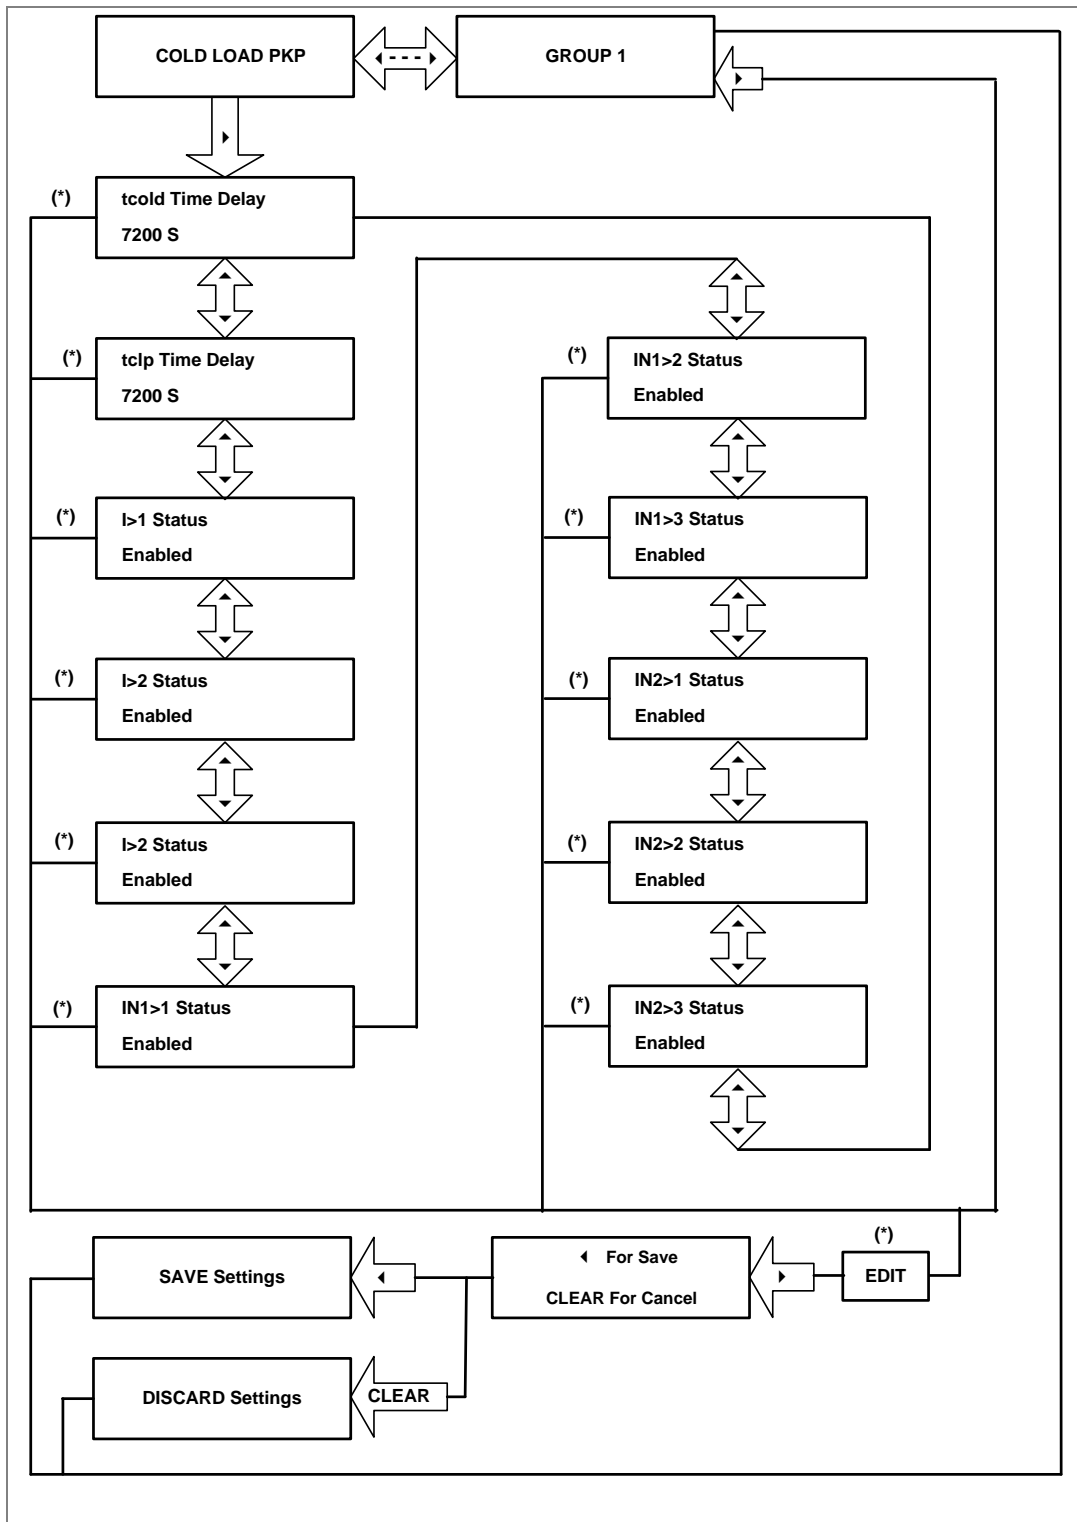 COLD LOAD PKP
GROUP 1
(*)
tcold Time Delay
7200 S
(*)
tclp Time Delay
7200 S
(*)
I>1 Status
Enabled
(*)
I>2 Status
Enabled
(*)
I>2 Status
Enabled
(*)
IN1>1 Status
Enabled
(*)
IN1>2 Status
Enabled
(*)
IN1>3 Status
Enabled
(*)
IN2>1 Status
Enabled
(*)
IN2>2 Status
Enabled
(*)
IN2>3 Status
Enabled
(*)
EDIT
For Save
CLEAR For Cancel
SAVE Settings
CLEAR
DISCARD Settings